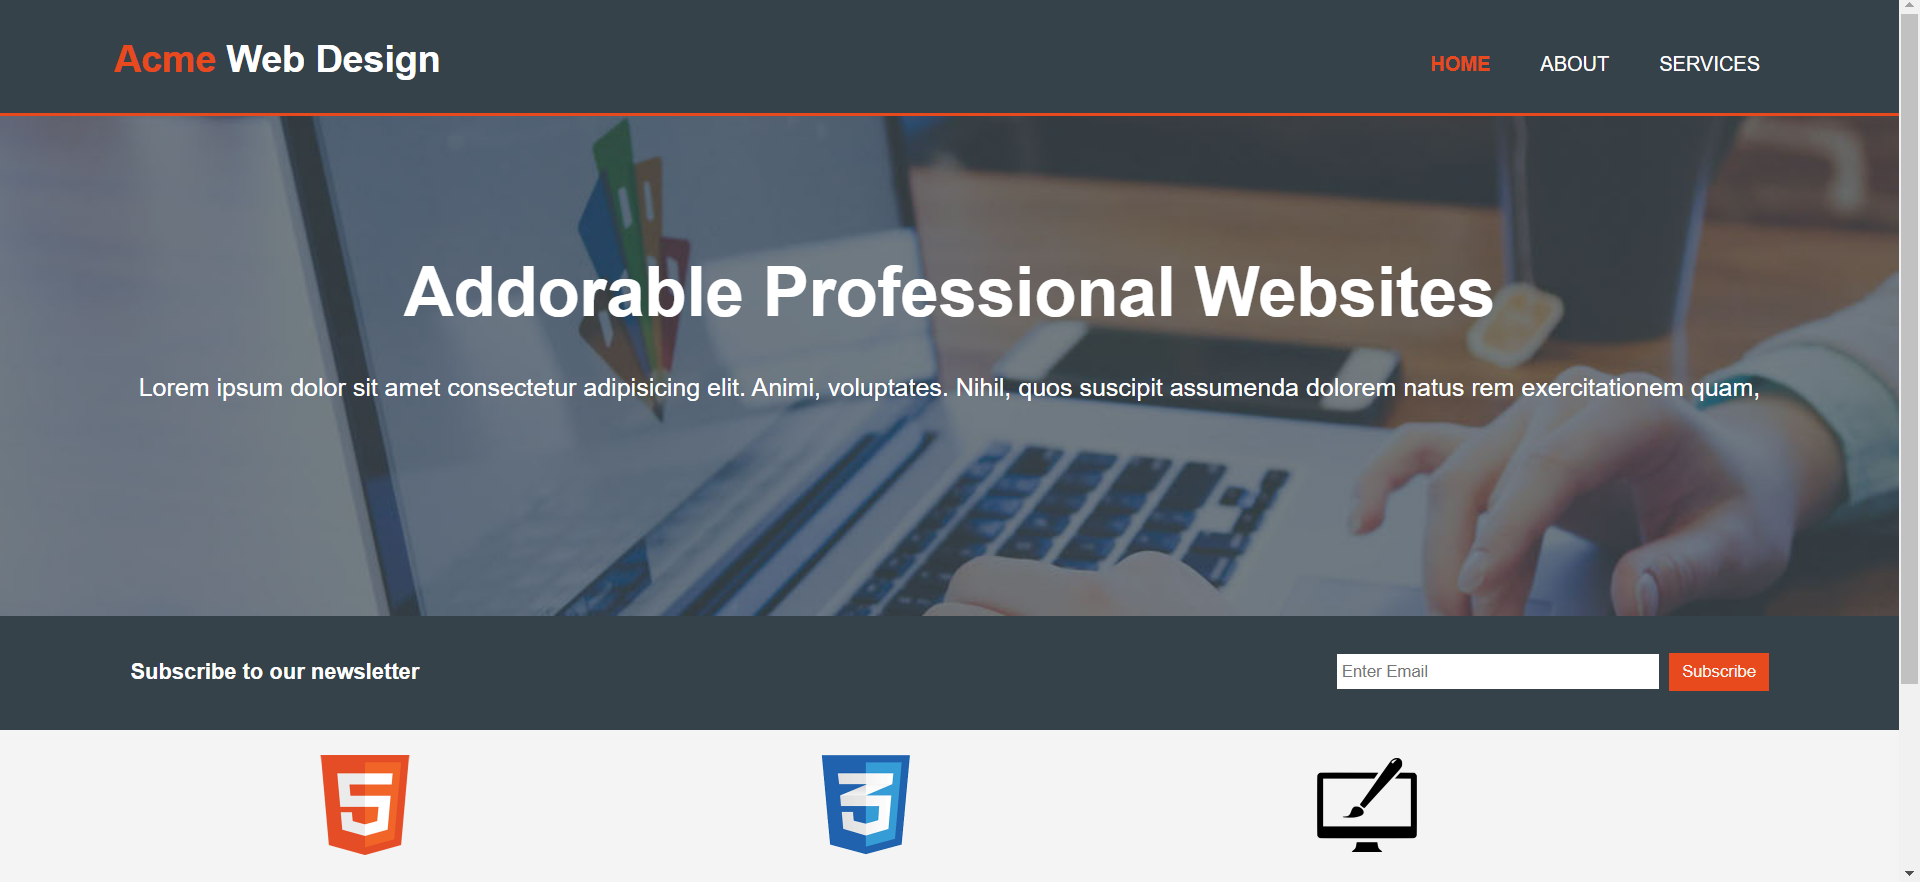 Acme Web Design
HOME ABOUT SERVICES
Addorable Professional Websites
Lorem ipsum dolor sit amet consectetur adipisicing elit. Animi, voluptates. Nihil, quos suscipit assumenda dolorem natus rem exercitationem quam,
Subscribe to our newsletter
Enter Email Subscribe
5
3